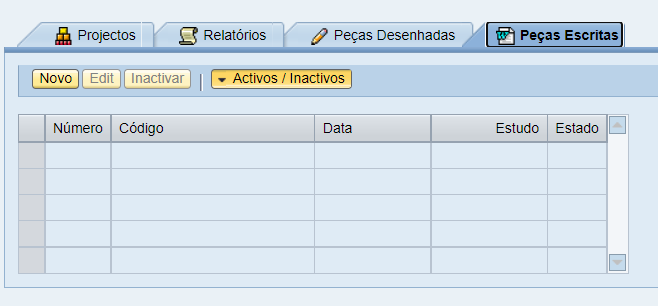 Projectos Relatórios Peças Desenhadas Peças Escritas
Novo Edit Inactivar Activos / Inactivos
Número Código Data Estudo Estado